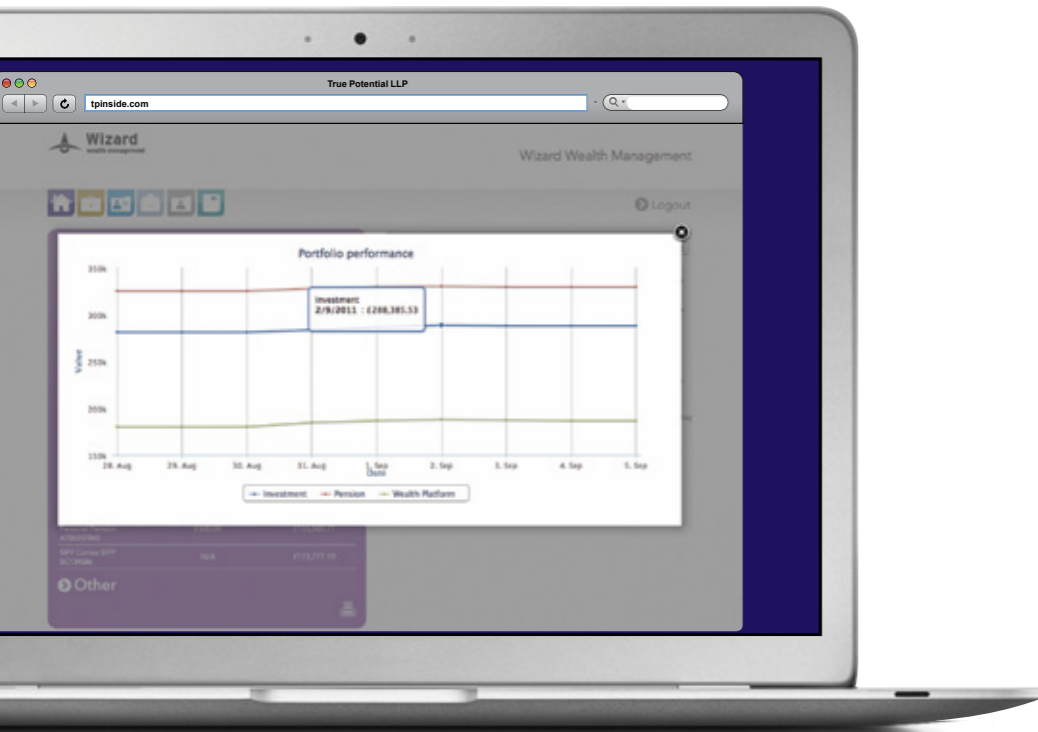 True Potential LLP
tpinside.com
Wizard
wealth management
Wizard Wealth Management
Logout
Portfolio performance
350k
300k
250k
200k
150k
Value
Investment
2/9/2011 : £288,385.53
28. Aug
29. Aug
30. Aug
31. Aug
1. Sep
2. Sep
3. Sep
4. Sep
5. Sep
Date
Investment
Pension
Wealth Platform
N/A
Other